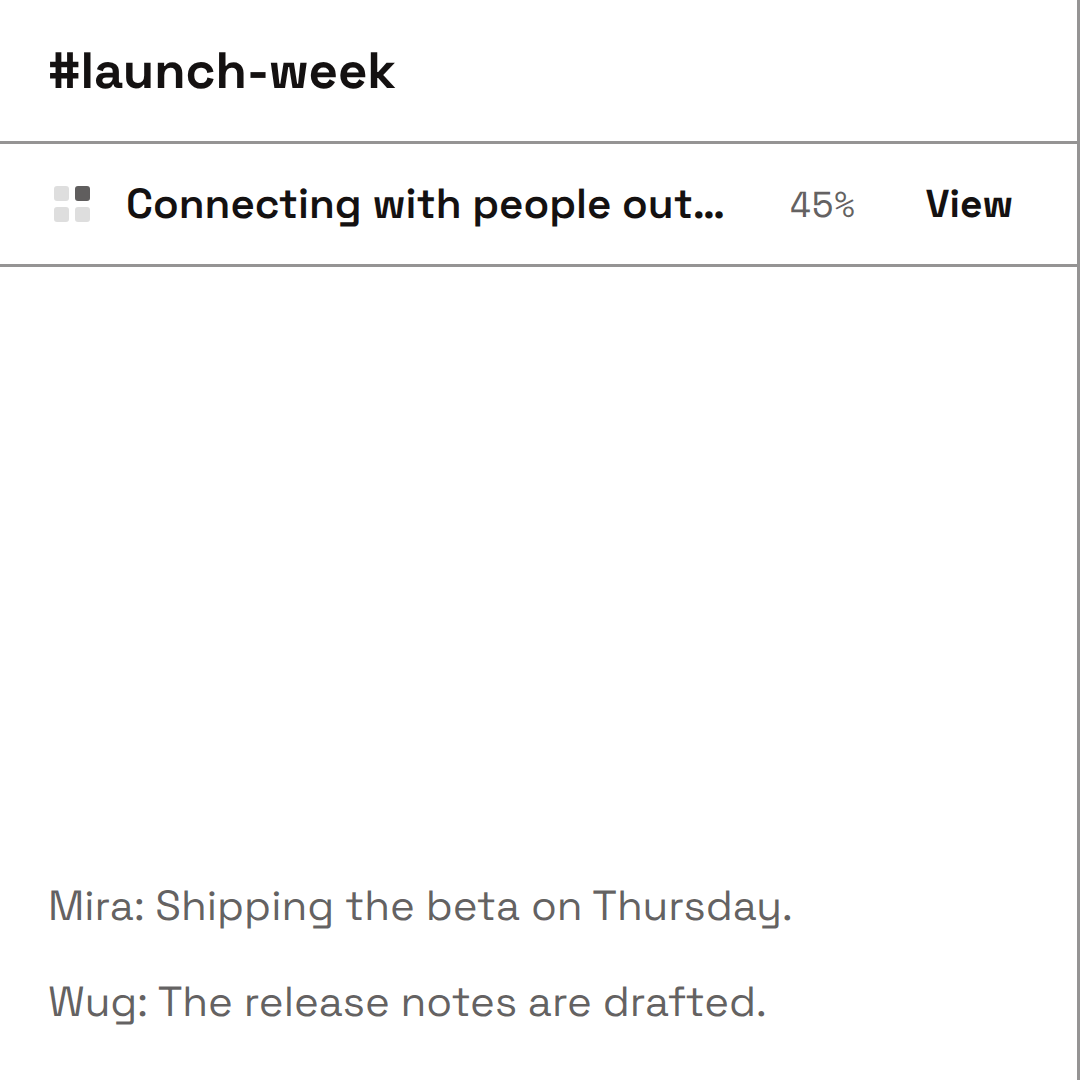 #launch-week
Connecting with people out… 45% View
Mira: Shipping the beta on Thursday.
Wug: The release notes are drafted.